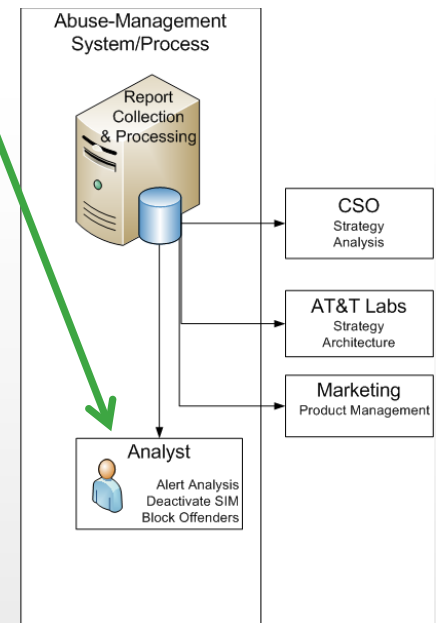 Abuse-Management
System/Process
Report
Collection
& Processing
CSO
Strategy
Analysis
AT&T Labs
Strategy
Architecture
Marketing
Product Management
Analyst
Alert Analysis
Deactivate SIM
Block Offenders